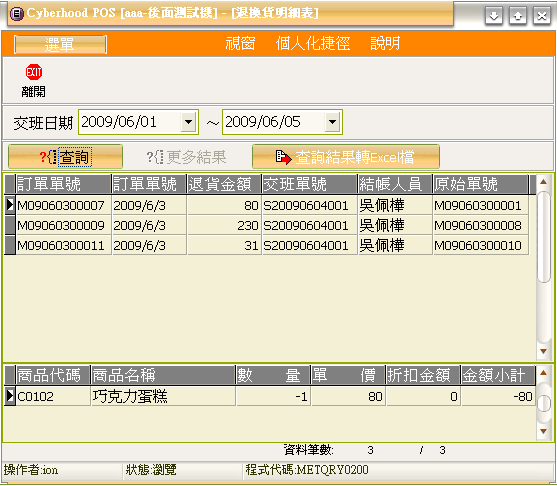 Cyberhood POS [aaa-後面測試機] - [退換貨明細表]
選單 視窗 個人化捷徑 說明
EXIT
離開
交班日期 2009/06/01 ～ 2009/06/05
?{⁝ 查詢 ?{⁝ 更多結果 查詢結果轉Excel檔
訂單單號 訂單單號 退貨金額 交班單號 結帳人員 原始單號
M09060300007 2009/6/3 80 S20090604001 吳佩樺 M09060300001
M09060300009 2009/6/3 230 S20090604001 吳佩樺 M09060300008
M09060300011 2009/6/3 31 S20090604001 吳佩樺 M09060300010
商品代碼 商品名稱 數 量 單 價 折扣金額 金額小計
C0102 巧克力蛋糕 -1 80 0 -80
資料筆數: 3 / 3
操作者:ion 狀態:瀏覽 程式代碼:METQRY0200